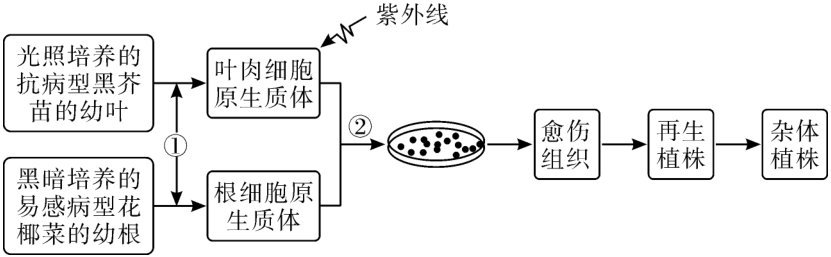 紫外线
光照培养的
抗病型黑芥
苗的幼叶
叶肉细胞
原生质体
①
②
愈伤
组织
再生
植株
杂体
植株
黑暗培养的
易感病型花
椰菜的幼根
根细胞原
生质体